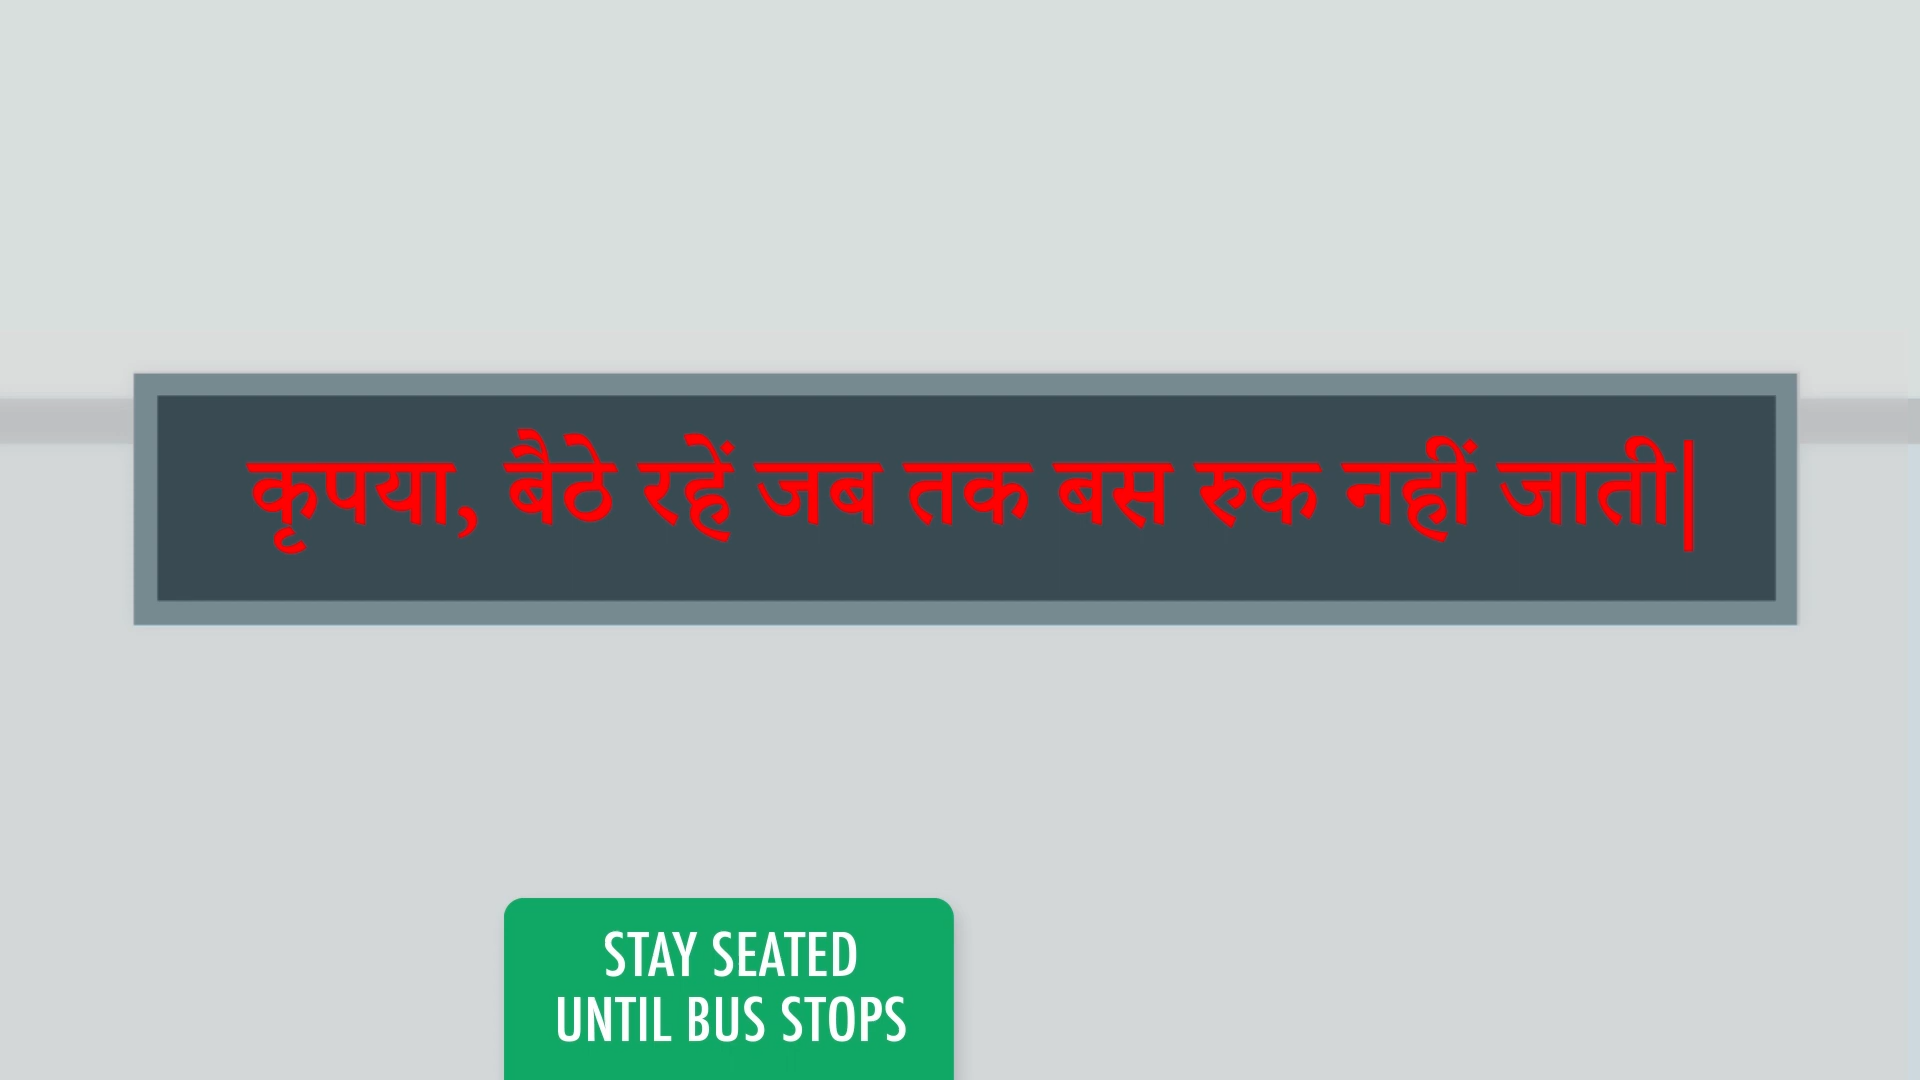 कृपया, बैठे रहें जब तक बस रुक नहीं जाती|
STAY SEATED
UNTIL BUS STOPS